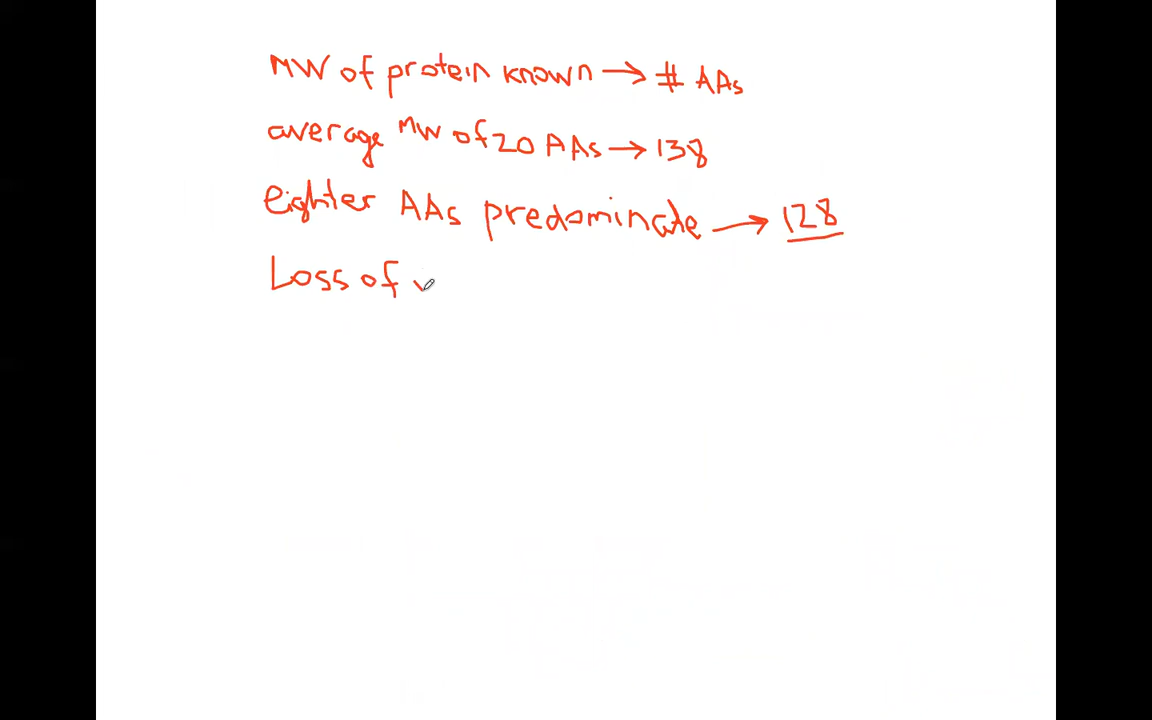 MW of protein known → # AAs
average MW of 20 AAs → 138
eighter AAs predominate → 128
Loss of